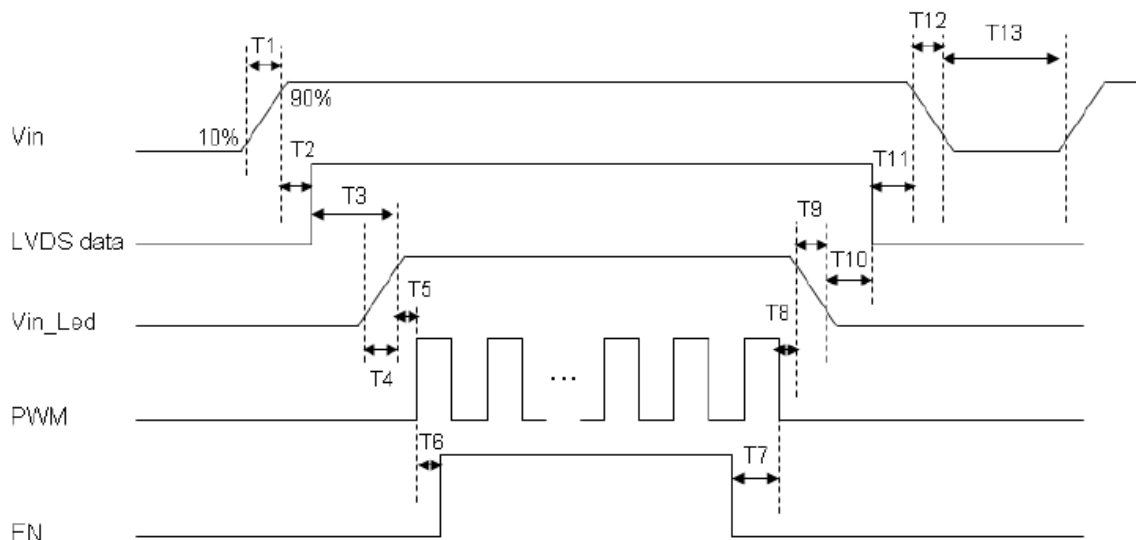 T12
T1
T13
90%
Vin
10%
T2
T11
T3
T9
LVDS data
T10
T5
Vin_Led
T8
T4
...
PWM
T6
T7
EN